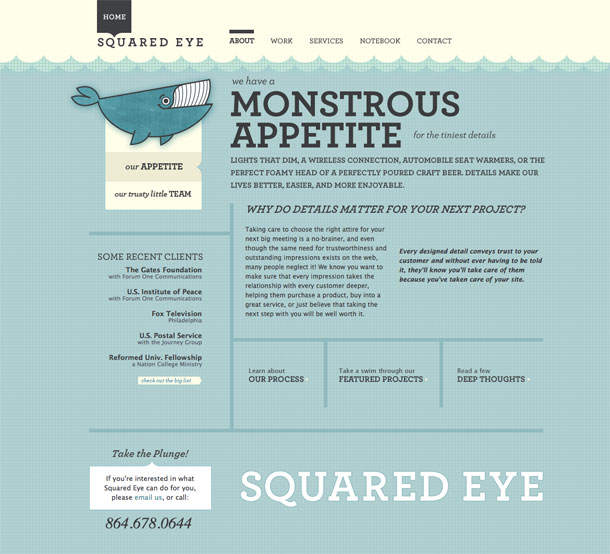 HOME
SQUARED EYE
ABOUT WORK SERVICES NOTEBOOK CONTACT
we have a
MONSTROUS
APPETITE for the tiniest details
LIGHTS THAT DIM, A WIRELESS CONNECTION, AUTOMOBILE SEAT WARMERS, OR THE
PERFECT FOAMY HEAD OF A PERFECTLY POURED CRAFT BEER. DETAILS MAKE OUR
LIVES BETTER, EASIER, AND MORE ENJOYABLE.
our APPETITE
our trusty little TEAM
WHY DO DETAILS MATTER FOR YOUR NEXT PROJECT?
Taking care to choose the right attire for your
next big meeting is a no-brainer, and even
though the same need for trustworthiness and
outstanding impressions exists on the web,
many people neglect it! We know you want to
make sure that every impression takes the
relationship with every customer deeper,
helping them purchase a product, buy into a
great service, or just believe that taking the
next step with you will be well worth it.
Every designed detail conveys trust to your
customer and without ever having to be told
it, they'll know you'll take care of them
because you've taken care of your site.
SOME RECENT CLIENTS
The Gates Foundation
with Forum One Communications
U.S. Institute of Peace
with Forum One Communications
Fox Television
Philadelphia
U.S. Postal Service
with the Journey Group
Reformed Univ. Fellowship
a Nation College Ministry
check out the big list
Learn about
OUR PROCESS
Take a swim through our
FEATURED PROJECTS
Read a few
DEEP THOUGHTS
Take the Plunge!
If you're interested in what
Squared Eye can do for you,
please email us, or call:
864.678.0644
SQUARED EYE